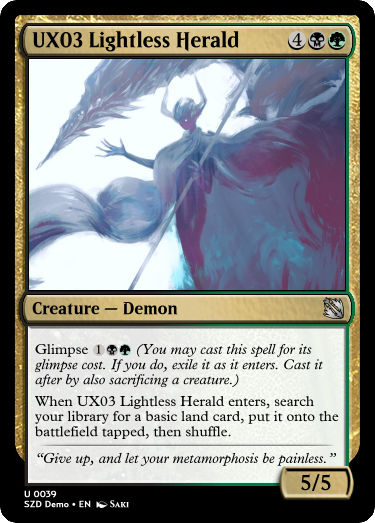 UX03 Lightless Herald 4
Creature — Demon
Glimpse 1 (You may cast this spell for its
glimpse cost. If you do, exile it as it enters. Cast it
after by also sacrificing a creature.)
When UX03 Lightless Herald enters, search
your library for a basic land card, put it onto the
battlefield tapped, then shuffle.
“Give up, and let your metamorphosis be painless.”
5/5
U 0039
SZD Demo • EN Saki